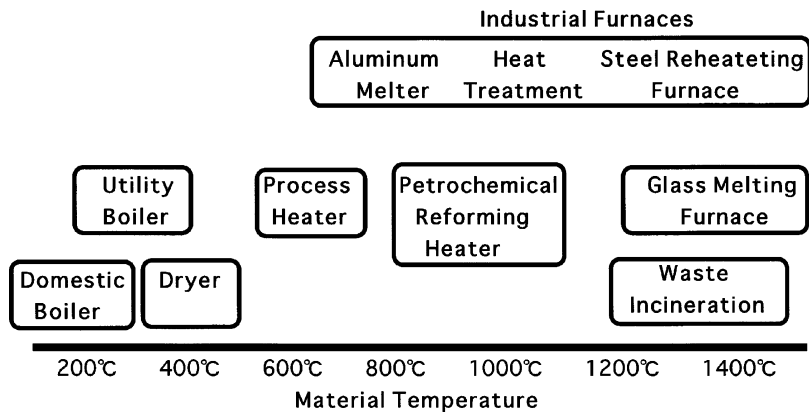 Industrial Furnaces
Aluminum
Melter
Heat
Treatment
Steel Reheateting
Furnace
Utility
Boiler
Process
Heater
Petrochemical
Reforming
Heater
Glass Melting
Furnace
Domestic
Boiler
Dryer
Waste
Incineration
200℃ 400℃ 600℃ 800℃ 1000℃ 1200℃ 1400℃
Material Temperature